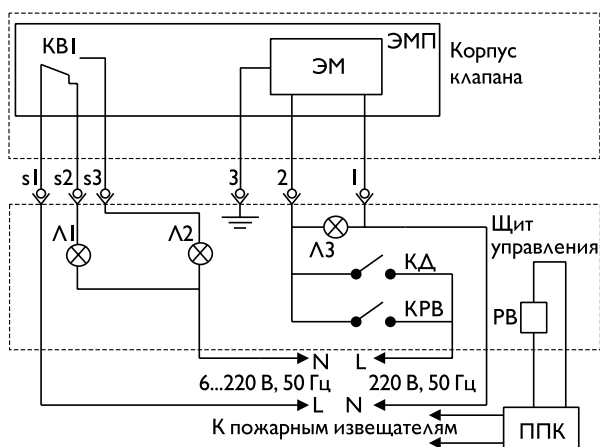 КВ1
ЭМП
ЭМ
Корпус
клапана
s1 s2 s3 3 2 1
Л1
Л2
Л3
Щит
управления
КД
КРВ
РВ
N L
6...220 В, 50 Гц 220 В, 50 Гц
L N
К пожарным извещателям
ППК